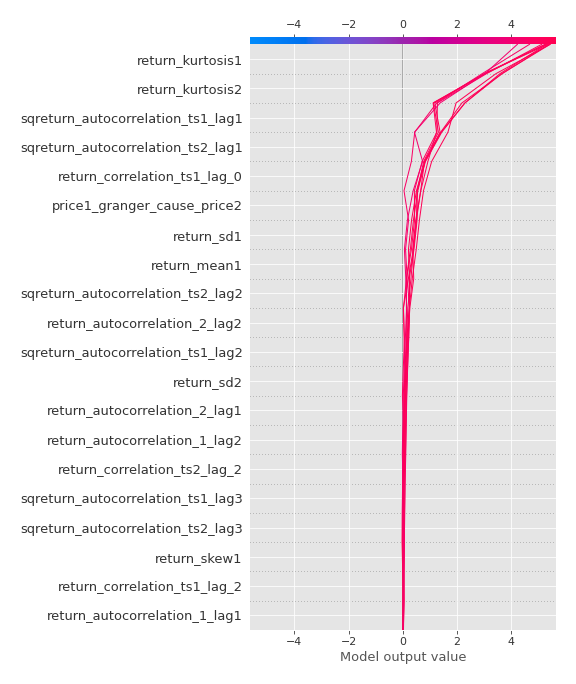 −4 −2 0 2 4
return_kurtosis1
return_kurtosis2
sqreturn_autocorrelation_ts1_lag1
sqreturn_autocorrelation_ts2_lag1
return_correlation_ts1_lag_0
price1_granger_cause_price2
return_sd1
return_mean1
sqreturn_autocorrelation_ts2_lag2
return_autocorrelation_2_lag2
sqreturn_autocorrelation_ts1_lag2
return_sd2
return_autocorrelation_2_lag1
return_autocorrelation_1_lag2
return_correlation_ts2_lag_2
sqreturn_autocorrelation_ts1_lag3
sqreturn_autocorrelation_ts2_lag3
return_skew1
return_correlation_ts1_lag_2
return_autocorrelation_1_lag1
−4 −2 0 2 4
Model output value